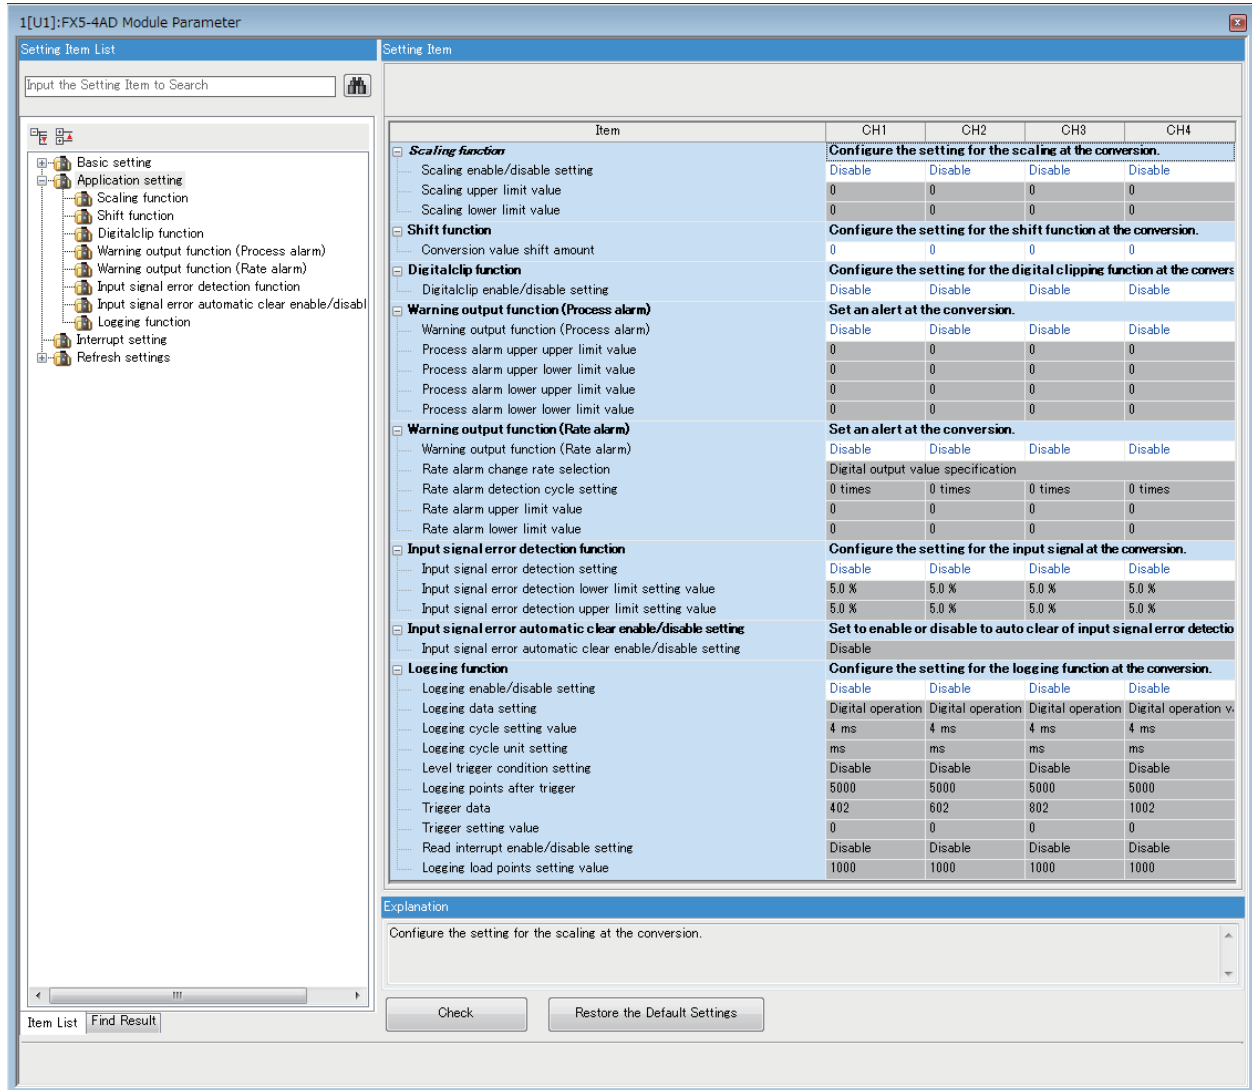 1[U1]:FX5-4AD Module Parameter
Setting Item List
Input the Setting Item to Search
Basic setting
Application setting
Scaling function
Shift function
Digitalclip function
Warning output function (Process alarm)
Warning output function (Rate alarm)
Input signal error detection function
Input signal error automatic clear enable/disabl
Logging function
Interrupt setting
Refresh settings
Item List Find Result
Setting Item
Item CH1 CH2 CH3 CH4
Scaling function Configure the setting for the scaling at the conversion.
Scaling enable/disable setting Disable Disable Disable Disable
Scaling upper limit value 0 0 0 0
Scaling lower limit value 0 0 0 0
Shift function Configure the setting for the shift function at the conversion.
Conversion value shift amount 0 0 0 0
Digitalclip function Configure the setting for the digital clipping function at the convers
Digitalclip enable/disable setting Disable Disable Disable Disable
Warning output function (Process alarm) Set an alert at the conversion.
Warning output function (Process alarm) Disable Disable Disable Disable
Process alarm upper upper limit value 0 0 0 0
Process alarm upper lower limit value 0 0 0 0
Process alarm lower upper limit value 0 0 0 0
Process alarm lower lower limit value 0 0 0 0
Warning output function (Rate alarm) Set an alert at the conversion.
Warning output function (Rate alarm) Disable Disable Disable Disable
Rate alarm change rate selection Digital output value specification
Rate alarm detection cycle setting 0 times 0 times 0 times 0 times
Rate alarm upper limit value 0 0 0 0
Rate alarm lower limit value 0 0 0 0
Input signal error detection function Configure the setting for the input signal at the conversion.
Input signal error detection setting Disable Disable Disable Disable
Input signal error detection lower limit setting value 5.0 % 5.0 % 5.0 % 5.0 %
Input signal error detection upper limit setting value 5.0 % 5.0 % 5.0 % 5.0 %
Input signal error automatic clear enable/disable setting Set to enable or disable to auto clear of input signal error detectio
Input signal error automatic clear enable/disable setting Disable
Logging function Configure the setting for the logging function at the conversion.
Logging enable/disable setting Disable Disable Disable Disable
Logging data setting Digital operation Digital operation Digital operation Digital operation v
Logging cycle setting value 4 ms 4 ms 4 ms 4 ms
Logging cycle unit setting ms ms ms ms
Level trigger condition setting Disable Disable Disable Disable
Logging points after trigger 5000 5000 5000 5000
Trigger data 402 602 802 1002
Trigger setting value 0 0 0 0
Read interrupt enable/disable setting Disable Disable Disable Disable
Logging load points setting value 1000 1000 1000 1000
Explanation
Configure the setting for the scaling at the conversion.
Check Restore the Default Settings